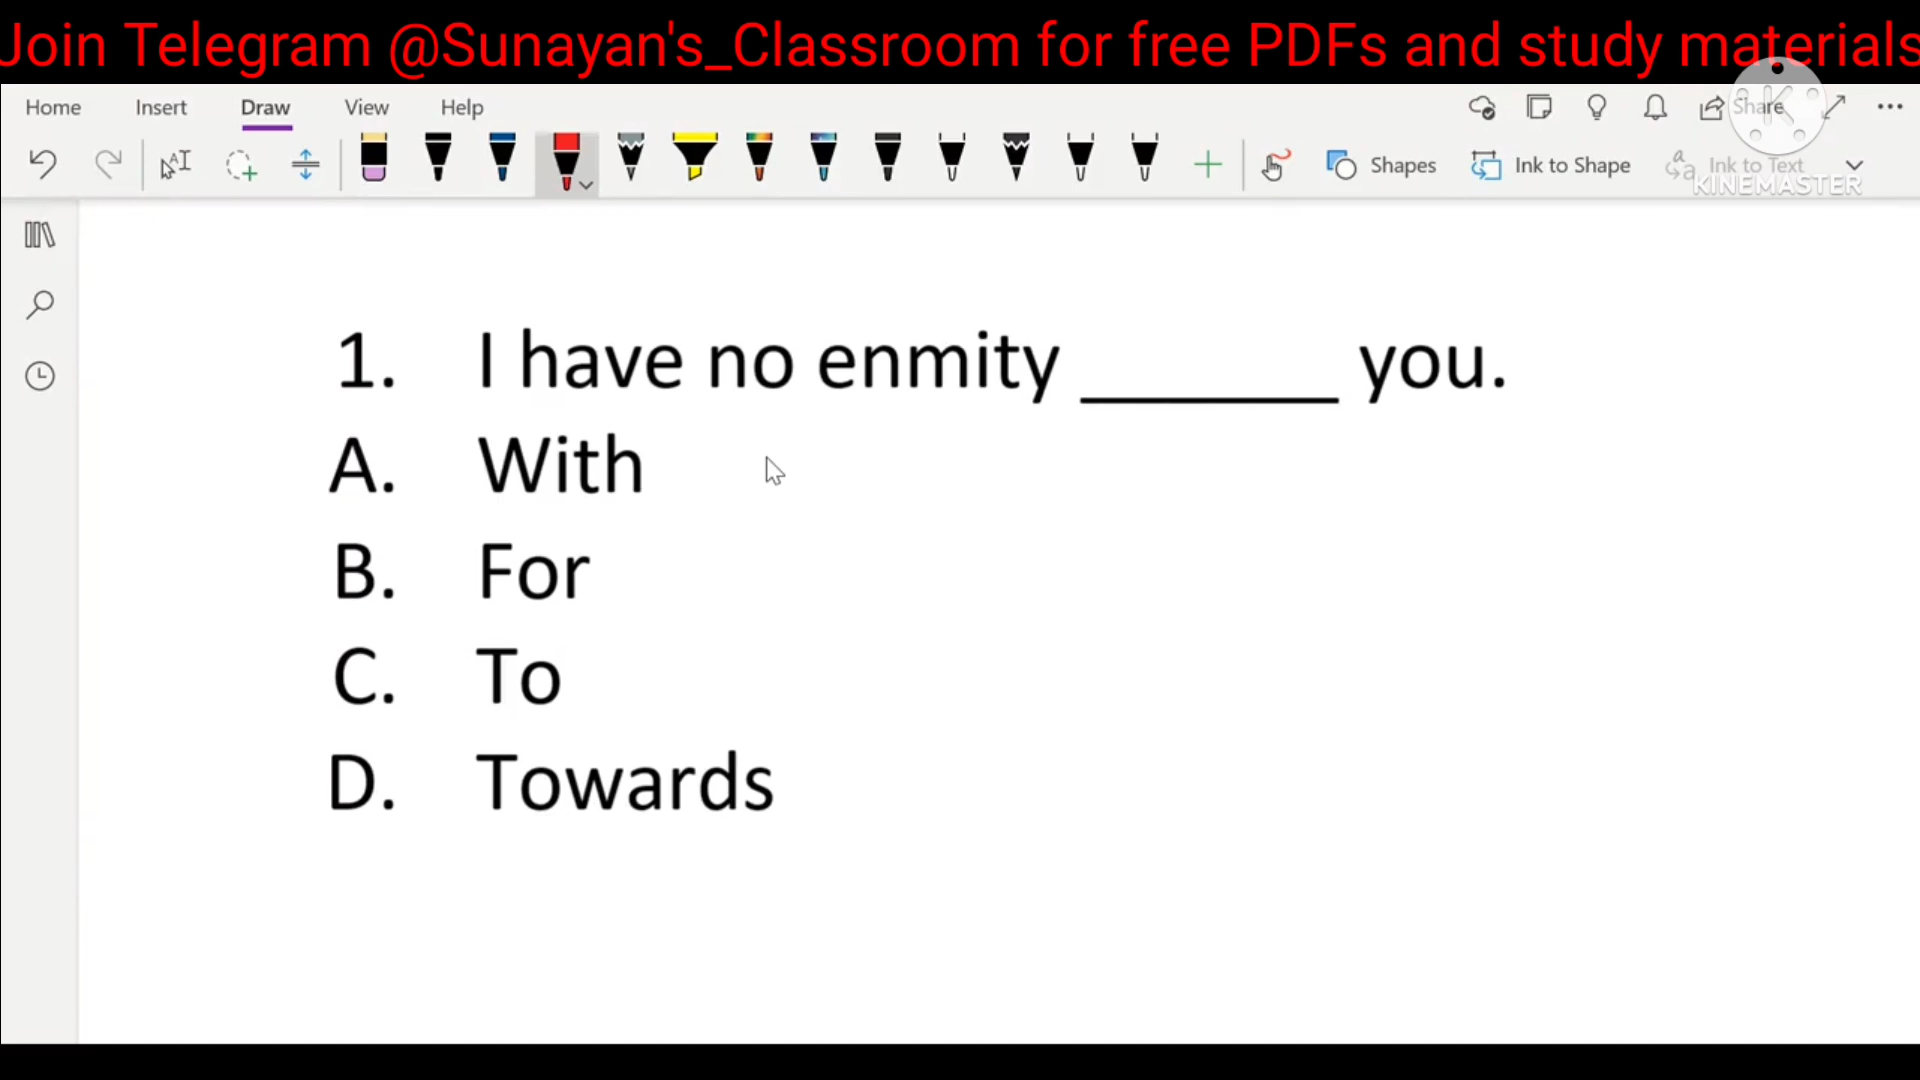 Join Telegram @Sunayan's_Classroom for free PDFs and study materials
Home Insert Draw View Help Share
Shapes Ink to Shape Ink to Text
KINEMASTER
1. I have no enmity _______ you.
A. With
B. For
C. To
D. Towards